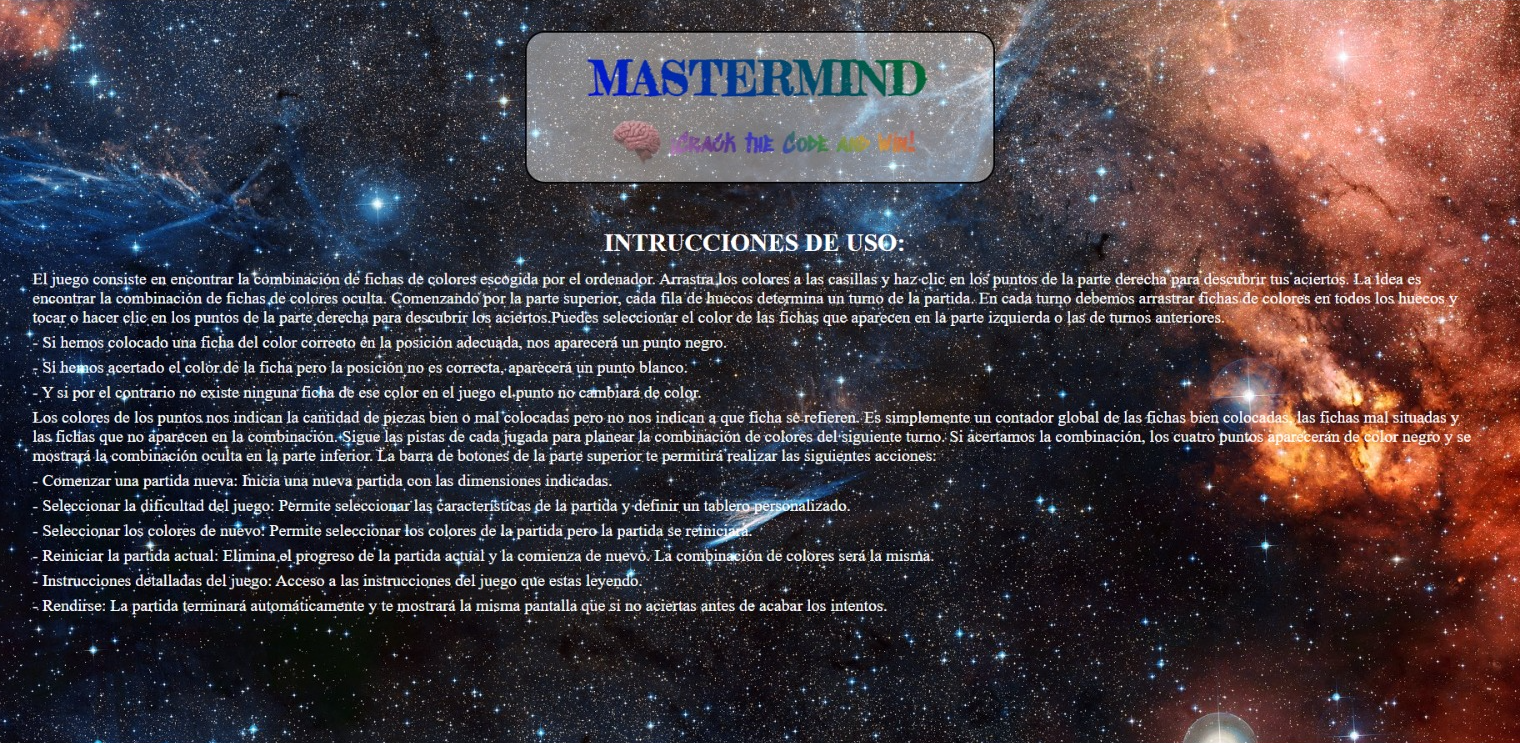 MASTERMIND
Crack the Code and Win!
INTRUCCIONES DE USO:
El juego consiste en encontrar la combinación de fichas de colores escogida por el ordenador. Arrastra los colores a las casillas y haz clic en los puntos de la parte derecha para descubrir tus aciertos. La idea es
encontrar la combinación de fichas de colores oculta. Comenzando por la parte superior, cada fila de huecos determina un turno de la partida. En cada turno debemos arrastrar fichas de colores en todos los huecos y
tocar o hacer clic en los puntos de la parte derecha para descubrir los aciertos.Puedes seleccionar el color de las fichas que aparecen en la parte izquierda o las de turnos anteriores.
- Si hemos colocado una ficha del color correcto en la posición adecuada, nos aparecerá un punto negro.
- Si hemos acertado el color de la ficha pero la posición no es correcta, aparecerá un punto blanco.
- Y si por el contrario no existe ninguna ficha de ese color en el juego el punto no cambiará de color.
Los colores de los puntos nos indican la cantidad de piezas bien o mal colocadas pero no nos indican a que ficha se refieren. Es simplemente un contador global de las fichas bien colocadas, las fichas mal situadas y
las fichas que no aparecen en la combinación. Sigue las pistas de cada jugada para planear la combinación de colores del siguiente turno. Si acertamos la combinación, los cuatro puntos aparecerán de color negro y se
mostrará la combinación oculta en la parte inferior. La barra de botones de la parte superior te permitirá realizar las siguientes acciones:
- Comenzar una partida nueva: Inicia una nueva partida con las dimensiones indicadas.
- Seleccionar la dificultad del juego: Permite seleccionar las características de la partida y definir un tablero personalizado.
- Seleccionar los colores de nuevo: Permite seleccionar los colores de la partida pero la partida se reiniciará.
- Reiniciar la partida actual: Elimina el progreso de la partida actual y la comienza de nuevo. La combinación de colores será la misma.
- Instrucciones detalladas del juego: Acceso a las instrucciones del juego que estas leyendo.
- Rendirse: La partida terminará automáticamente y te mostrará la misma pantalla que si no aciertas antes de acabar los intentos.